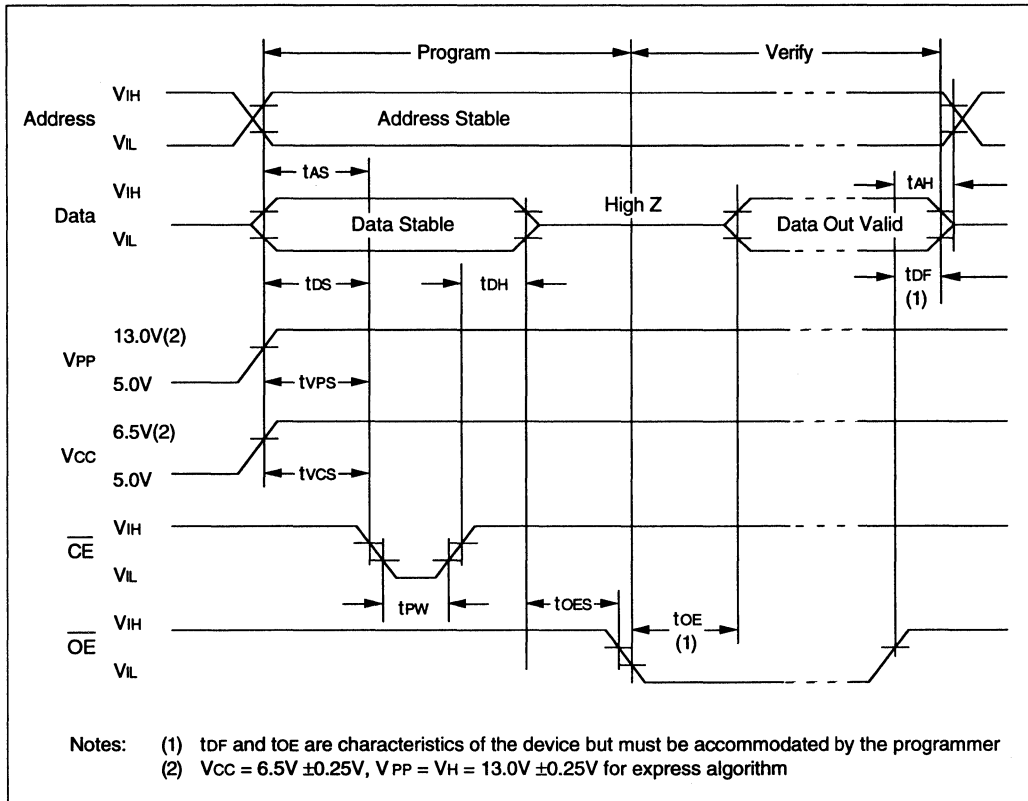 Program Verify
VIH
Address Address Stable
VIL
tAS
VIH tAH
Data Data Stable High Z Data Out Valid
VIL
tDS tDH tDF
(1)
13.0V(2)
VPP
5.0V tVPS
6.5V(2)
VCC
5.0V tVCS
VIH
CE
VIL
tPW tOES
VIH tOE
OE (1)
VIL
Notes: (1) tDF and tOE are characteristics of the device but must be accommodated by the programmer
(2) VCC = 6.5V ±0.25V, VPP = VH = 13.0V ±0.25V for express algorithm